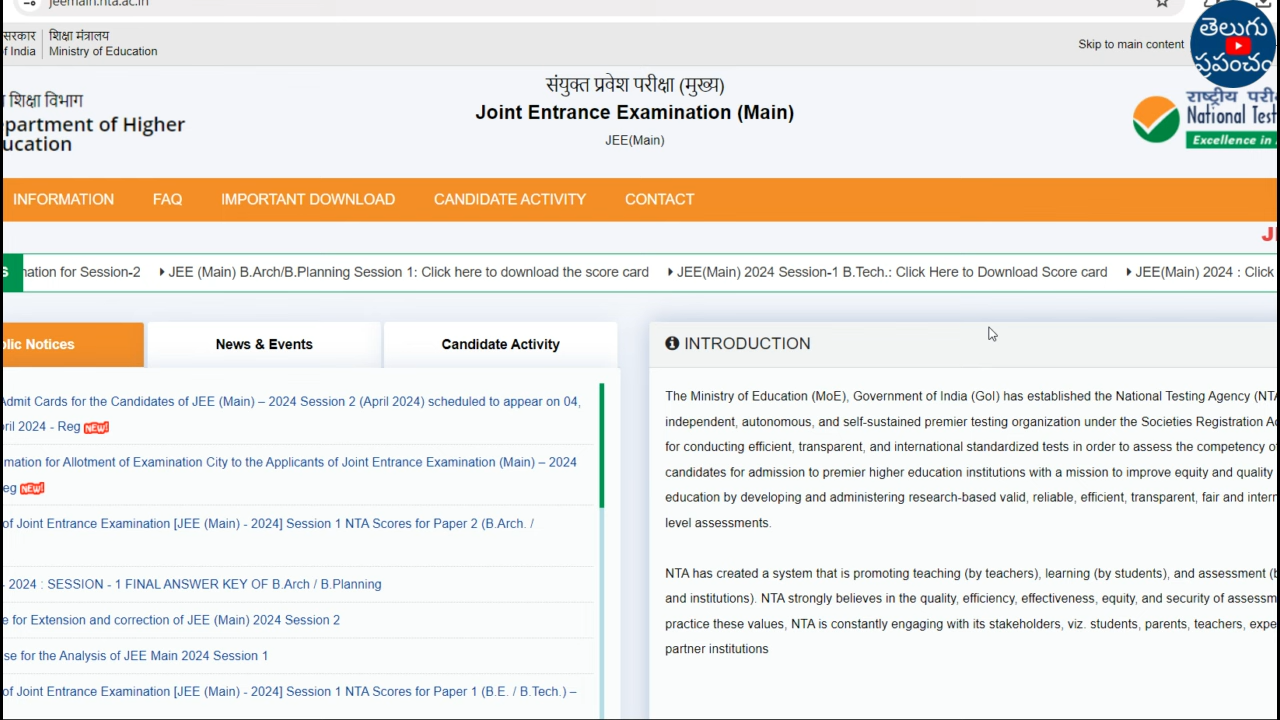 jeemain.nta.ac.in
सरकार शिक्षा मंत्रालय
of India Ministry of Education
Skip to main content
తెలుగు
ప్రపంచం
शिक्षा विभाग
Department of Higher
Education
संयुक्त प्रवेश परीक्षा (मुख्य)
Joint Entrance Examination (Main)
JEE(Main)
राष्ट्रीय परी
National Test
Excellence in
INFORMATION FAQ IMPORTANT DOWNLOAD CANDIDATE ACTIVITY CONTACT
mation for Session-2 JEE (Main) B.Arch/B.Planning Session 1: Click here to download the score card JEE(Main) 2024 Session-1 B.Tech.: Click Here to Download Score card JEE(Main) 2024 : Click
blic Notices News & Events Candidate Activity
Admit Cards for the Candidates of JEE (Main) – 2024 Session 2 (April 2024) scheduled to appear on 04,
ril 2024 - Reg NEW!
mation for Allotment of Examination City to the Applicants of Joint Entrance Examination (Main) – 2024
eg NEW!
of Joint Entrance Examination [JEE (Main) - 2024] Session 1 NTA Scores for Paper 2 (B.Arch. /
- 2024 : SESSION - 1 FINAL ANSWER KEY OF B.Arch / B.Planning
e for Extension and correction of JEE (Main) 2024 Session 2
se for the Analysis of JEE Main 2024 Session 1
of Joint Entrance Examination [JEE (Main) - 2024] Session 1 NTA Scores for Paper 1 (B.E. / B.Tech.) –
INTRODUCTION
The Ministry of Education (MoE), Government of India (GoI) has established the National Testing Agency (NTA
independent, autonomous, and self-sustained premier testing organization under the Societies Registration Ac
for conducting efficient, transparent, and international standardized tests in order to assess the competency of
candidates for admission to premier higher education institutions with a mission to improve equity and quality
education by developing and administering research-based valid, reliable, efficient, transparent, fair and intern
level assessments.
NTA has created a system that is promoting teaching (by teachers), learning (by students), and assessment (b
and institutions). NTA strongly believes in the quality, efficiency, effectiveness, equity, and security of assessm
practice these values, NTA is constantly engaging with its stakeholders, viz. students, parents, teachers, expe
partner institutions